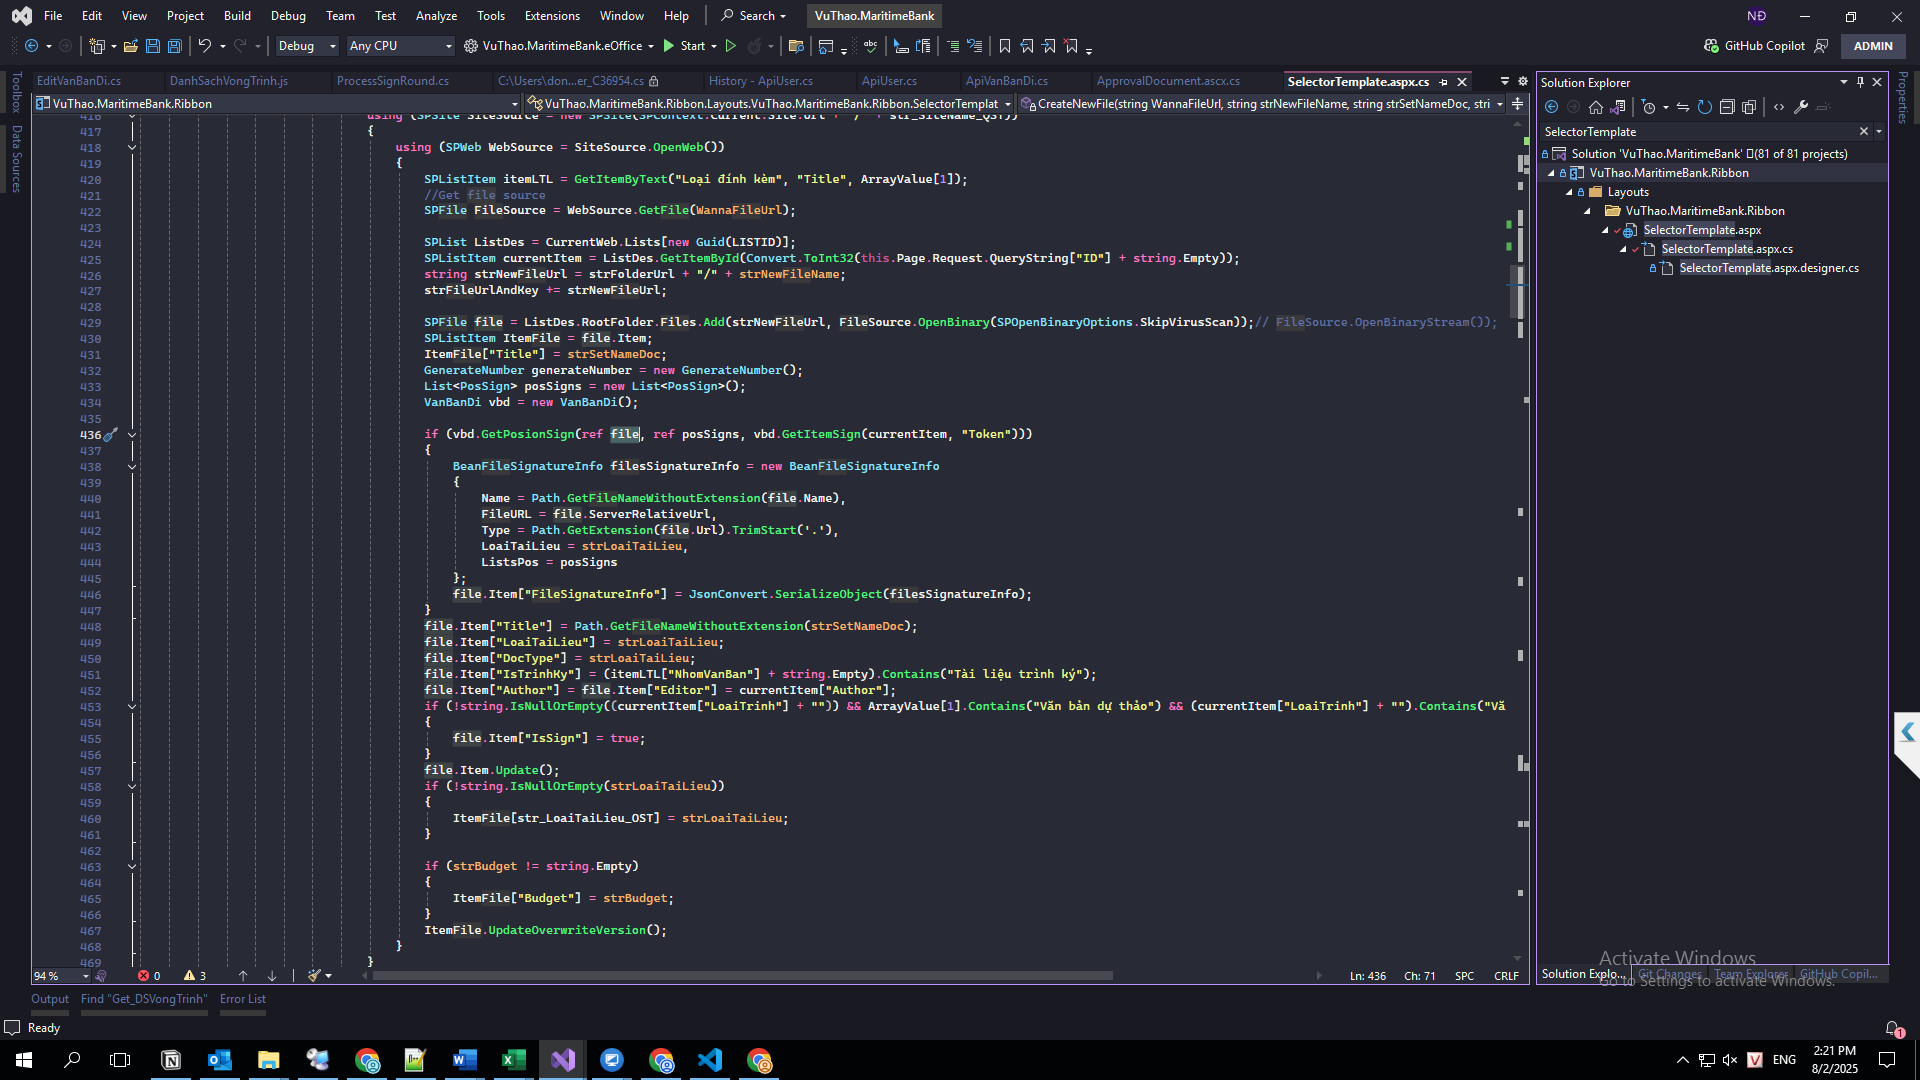 File Edit View Project Build Debug Team Test Analyze Tools Extensions Window Help Search VuThao.MaritimeBank NĐ
Debug Any CPU VuThao.MaritimeBank.eOffice Start GitHub Copilot ADMIN
EditVanBanDi.cs DanhSachVongTrinh.js ProcessSignRound.cs C:\Users\don...er_C36954.cs History - ApiUser.cs ApiUser.cs ApiVanBanDi.cs ApprovalDocument.ascx.cs SelectorTemplate.aspx.cs
VuThao.MaritimeBank.Ribbon VuThao.MaritimeBank.Ribbon.Layouts.VuThao.MaritimeBank.Ribbon.SelectorTemplat CreateNewFile(string WannaFileUrl, string strNewFileName, string strSetNameDoc, stri
Toolbox
Data Sources
416 using (SPSite SiteSource = new SPSite(SPContext.Current.Site.Url + "/" + str_SiteName_QST))
417 {
418 using (SPWeb WebSource = SiteSource.OpenWeb())
419 {
420 SPListItem itemLTL = GetItemByText("Loại đính kèm", "Title", ArrayValue[1]);
421 //Get file source
422 SPFile FileSource = WebSource.GetFile(WannaFileUrl);
423
424 SPList ListDes = CurrentWeb.Lists[new Guid(LISTID)];
425 SPListItem currentItem = ListDes.GetItemById(Convert.ToInt32(this.Page.Request.QueryString["ID"] + string.Empty));
426 string strNewFileUrl = strFolderUrl + "/" + strNewFileName;
427 strFileUrlAndKey += strNewFileUrl;
428
429 SPFile file = ListDes.RootFolder.Files.Add(strNewFileUrl, FileSource.OpenBinary(SPOpenBinaryOptions.SkipVirusScan));// FileSource.OpenBinaryStream());
430 SPListItem ItemFile = file.Item;
431 ItemFile["Title"] = strSetNameDoc;
432 GenerateNumber generateNumber = new GenerateNumber();
433 List<PosSign> posSigns = new List<PosSign>();
434 VanBanDi vbd = new VanBanDi();
435
436 if (vbd.GetPosionSign(ref file, ref posSigns, vbd.GetItemSign(currentItem, "Token")))
437 {
438 BeanFileSignatureInfo filesSignatureInfo = new BeanFileSignatureInfo
439 {
440 Name = Path.GetFileNameWithoutExtension(file.Name),
441 FileURL = file.ServerRelativeUrl,
442 Type = Path.GetExtension(file.Url).TrimStart('.'),
443 LoaiTaiLieu = strLoaiTaiLieu,
444 ListsPos = posSigns
445 };
446 file.Item["FileSignatureInfo"] = JsonConvert.SerializeObject(filesSignatureInfo);
447 }
448 file.Item["Title"] = Path.GetFileNameWithoutExtension(strSetNameDoc);
449 file.Item["LoaiTaiLieu"] = strLoaiTaiLieu;
450 file.Item["DocType"] = strLoaiTaiLieu;
451 file.Item["IsTrinhKy"] = (itemLTL["NhomVanBan"] + string.Empty).Contains("Tài liệu trình ký");
452 file.Item["Author"] = file.Item["Editor"] = currentItem["Author"];
453 if (!string.IsNullOrEmpty((currentItem["LoaiTrinh"] + "")) && ArrayValue[1].Contains("Văn bản dự thảo") && (currentItem["LoaiTrinh"] + "").Contains("Vă
454 {
455 file.Item["IsSign"] = true;
456 }
457 file.Item.Update();
458 if (!string.IsNullOrEmpty(strLoaiTaiLieu))
459 {
460 ItemFile[str_LoaiTaiLieu_OST] = strLoaiTaiLieu;
461 }
462
463 if (strBudget != string.Empty)
464 {
465 ItemFile["Budget"] = strBudget;
466 }
467 ItemFile.UpdateOverwriteVersion();
468 }
469 }
94 % 0 3 Ln: 436 Ch: 71 SPC CRLF
Solution Explorer
SelectorTemplate
Solution 'VuThao.MaritimeBank' (81 of 81 projects)
VuThao.MaritimeBank.Ribbon
Layouts
VuThao.MaritimeBank.Ribbon
SelectorTemplate.aspx
SelectorTemplate.aspx.cs
SelectorTemplate.aspx.designer.cs
Properties
Activate Windows
Go to Settings to activate Windows.
Solution Explo... Git Changes Team Explorer GitHub Copil...
Output Find "Get_DSVongTrinh" Error List
Ready 1
ENG 2:21 PM
8/2/2025